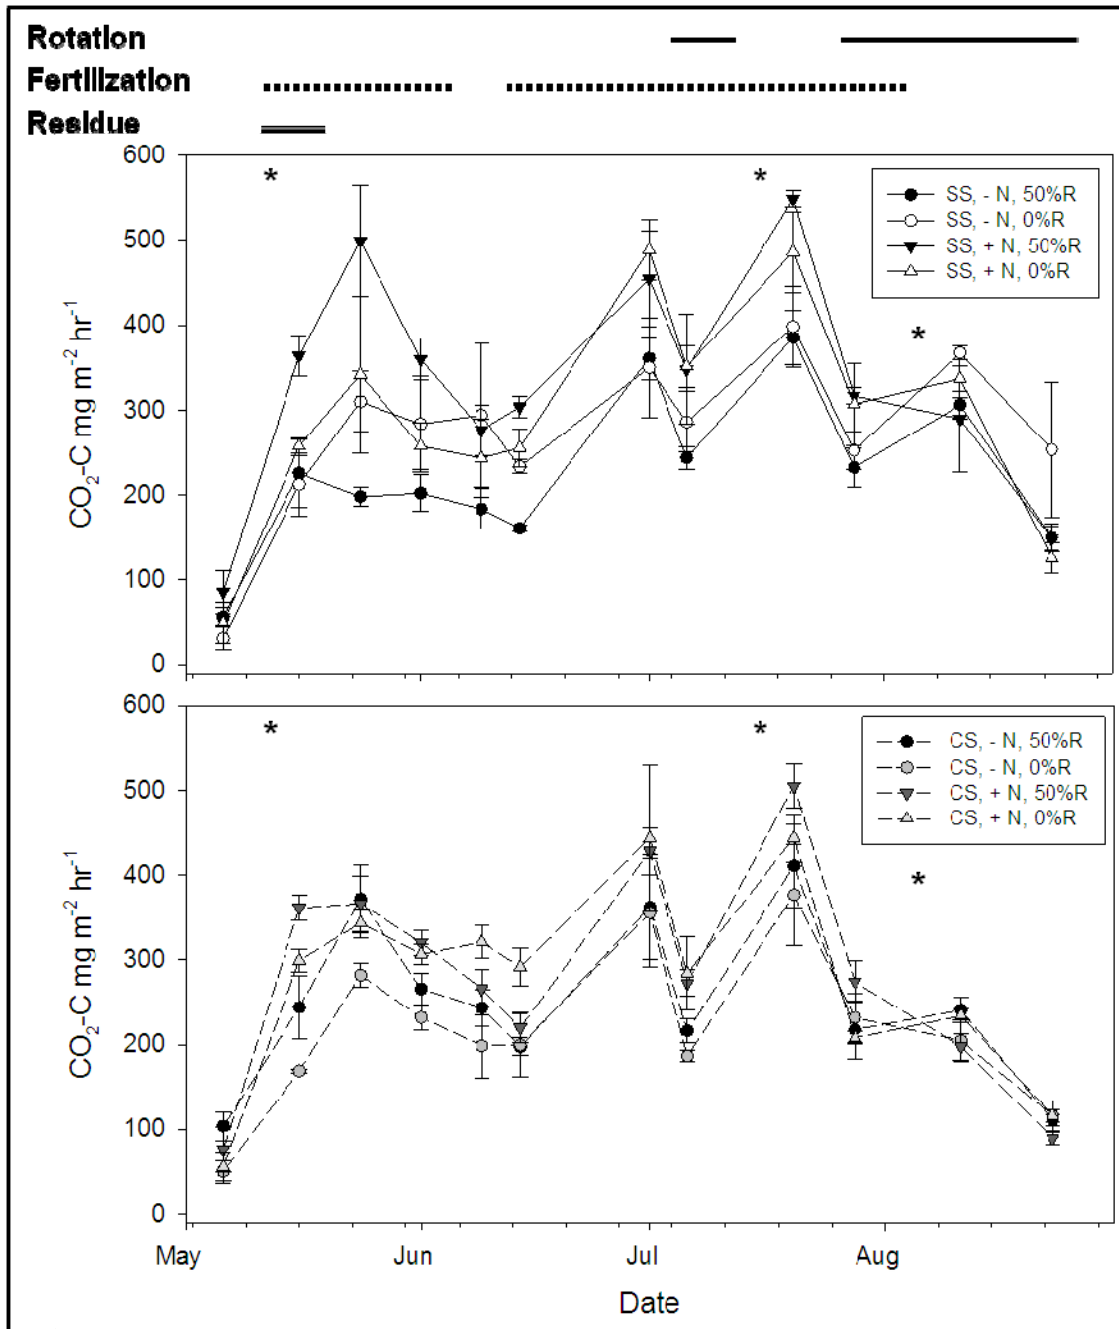 Rotation
Fertilization
Residue
600
500
400
300
200
100
0
CO₂-C mg m⁻² hr⁻¹
*
*
*
SS, - N, 50%R
SS, - N, 0%R
SS, + N, 50%R
SS, + N, 0%R
600
500
400
300
200
100
0
CO₂-C mg m⁻² hr⁻¹
*
*
*
CS, - N, 50%R
CS, - N, 0%R
CS, + N, 50%R
CS, + N, 0%R
May Jun Jul Aug
Date